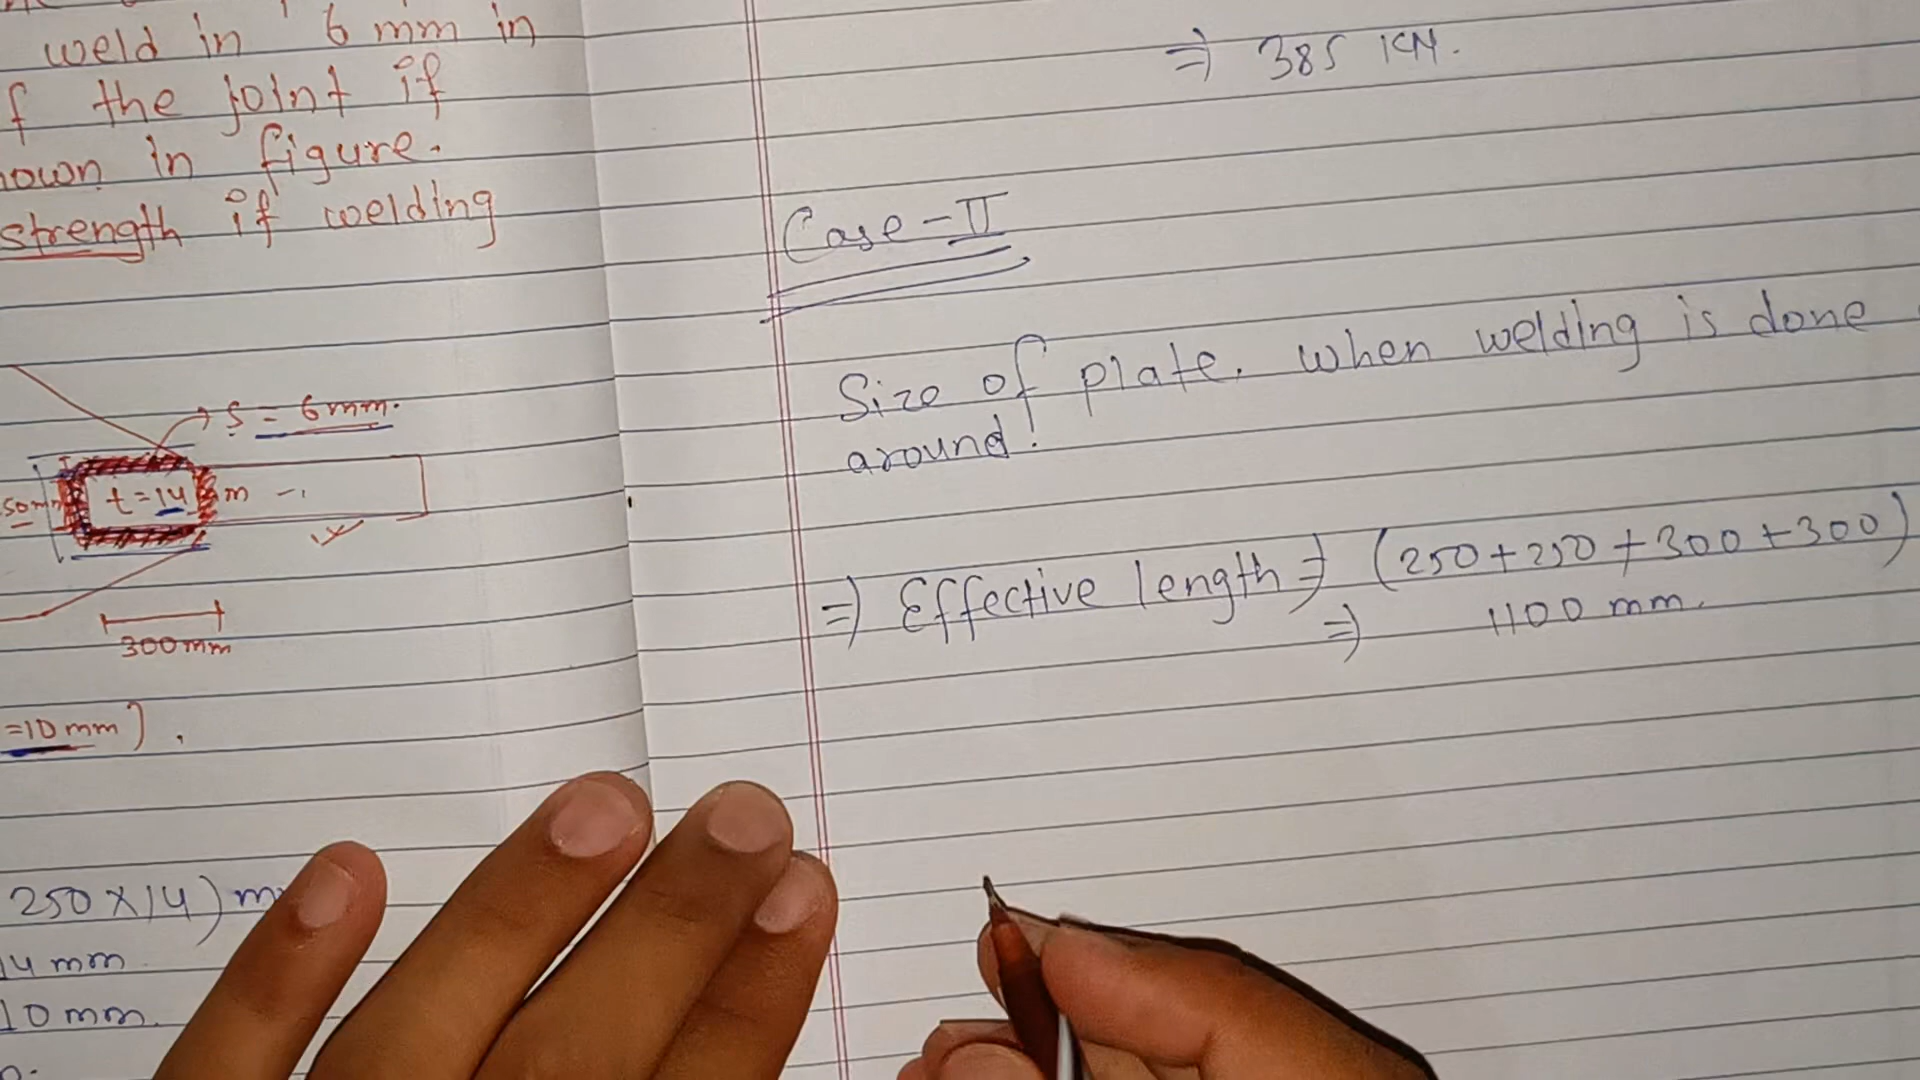 weld in 6 mm in
f the joint if
own in figure.
strength if welding
S = 6mm.
50m
t=14 m
300mm
=10mm).
250×14) m
14 mm
10 mm.
⇒ 385 KN.
Case-II
Size of plate, when welding is done
around!
⇒ Effective length ⇒ (250+250+300+300)
⇒ 1100 mm.